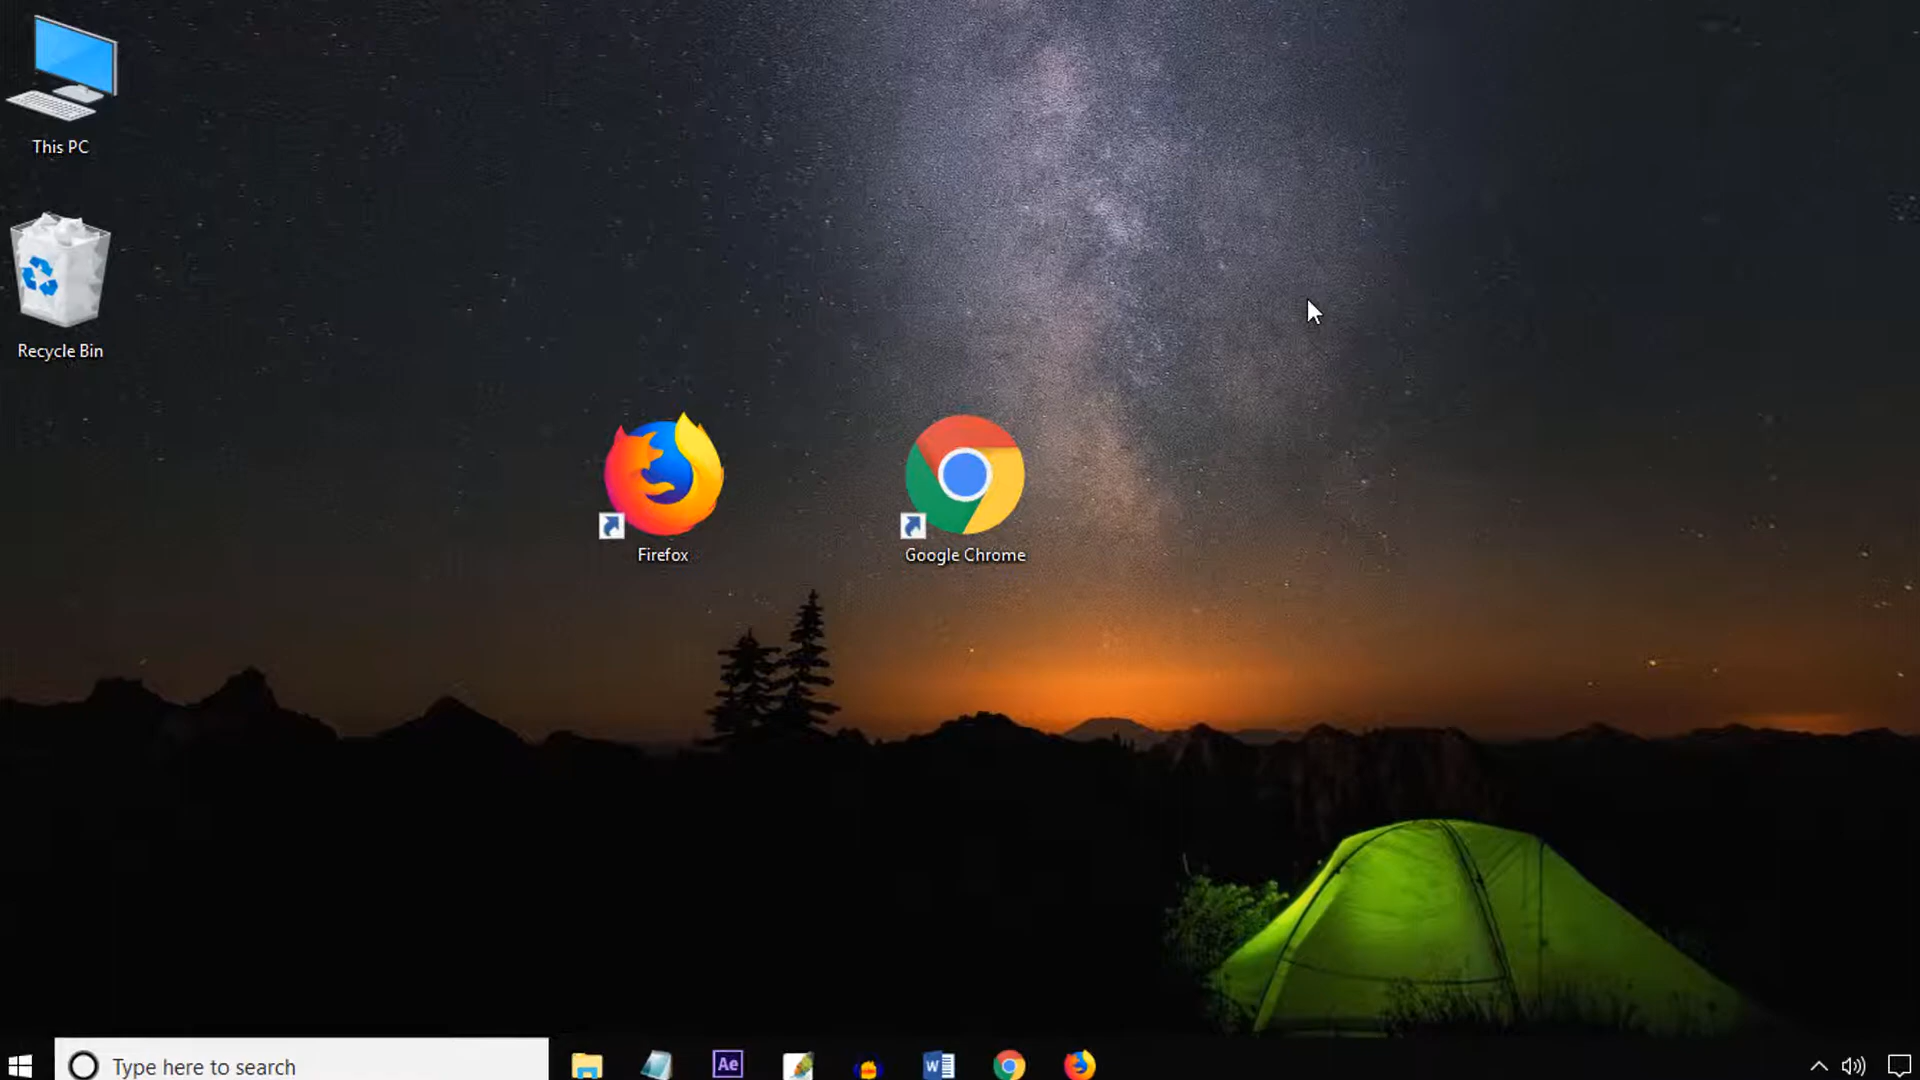 This PC
Recycle Bin
Firefox
Google Chrome
Type here to search
Ae
W